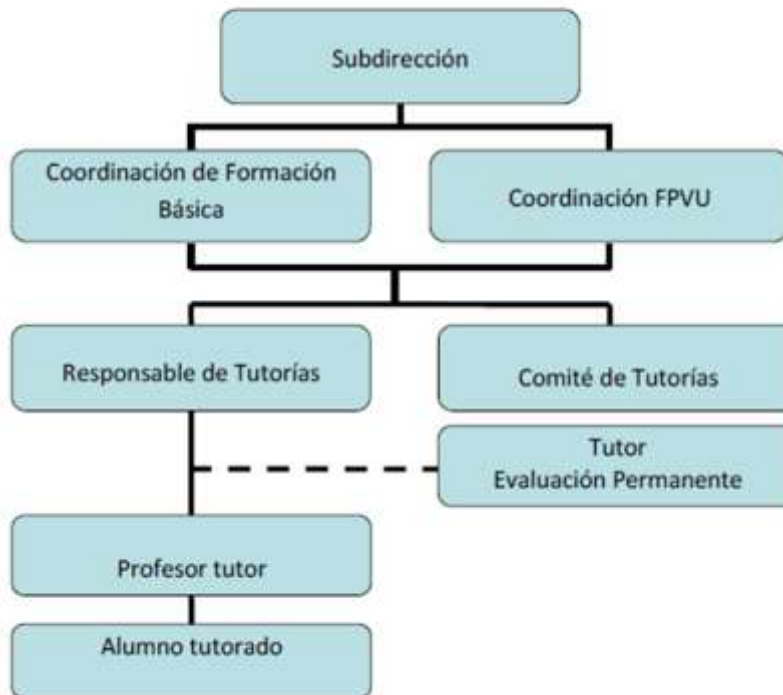 Subdirección
Coordinación de Formación
Básica
Coordinación FPVU
Responsable de Tutorías
Comité de Tutorías
Tutor
Evaluación Permanente
Profesor tutor
Alumno tutorado